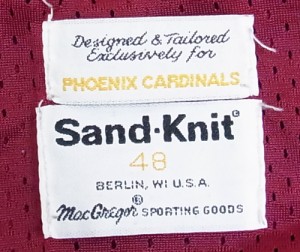 Designed & Tailored
Exclusively for
PHOENIX CARDINALS
Sand·Knit®
48
BERLIN, WI U.S.A.
®
MacGregor SPORTING GOODS